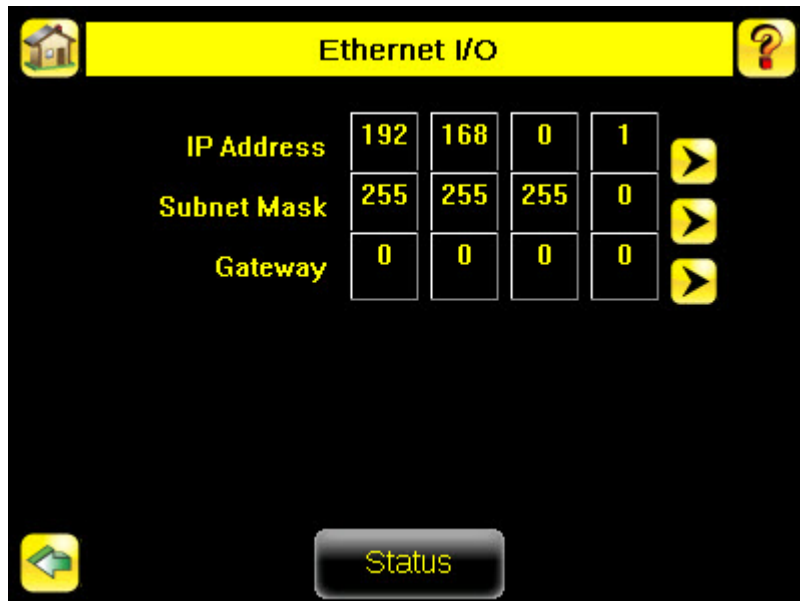 Ethernet I/O
IP Address 192 168 0 1
Subnet Mask 255 255 255 0
Gateway 0 0 0 0
Status